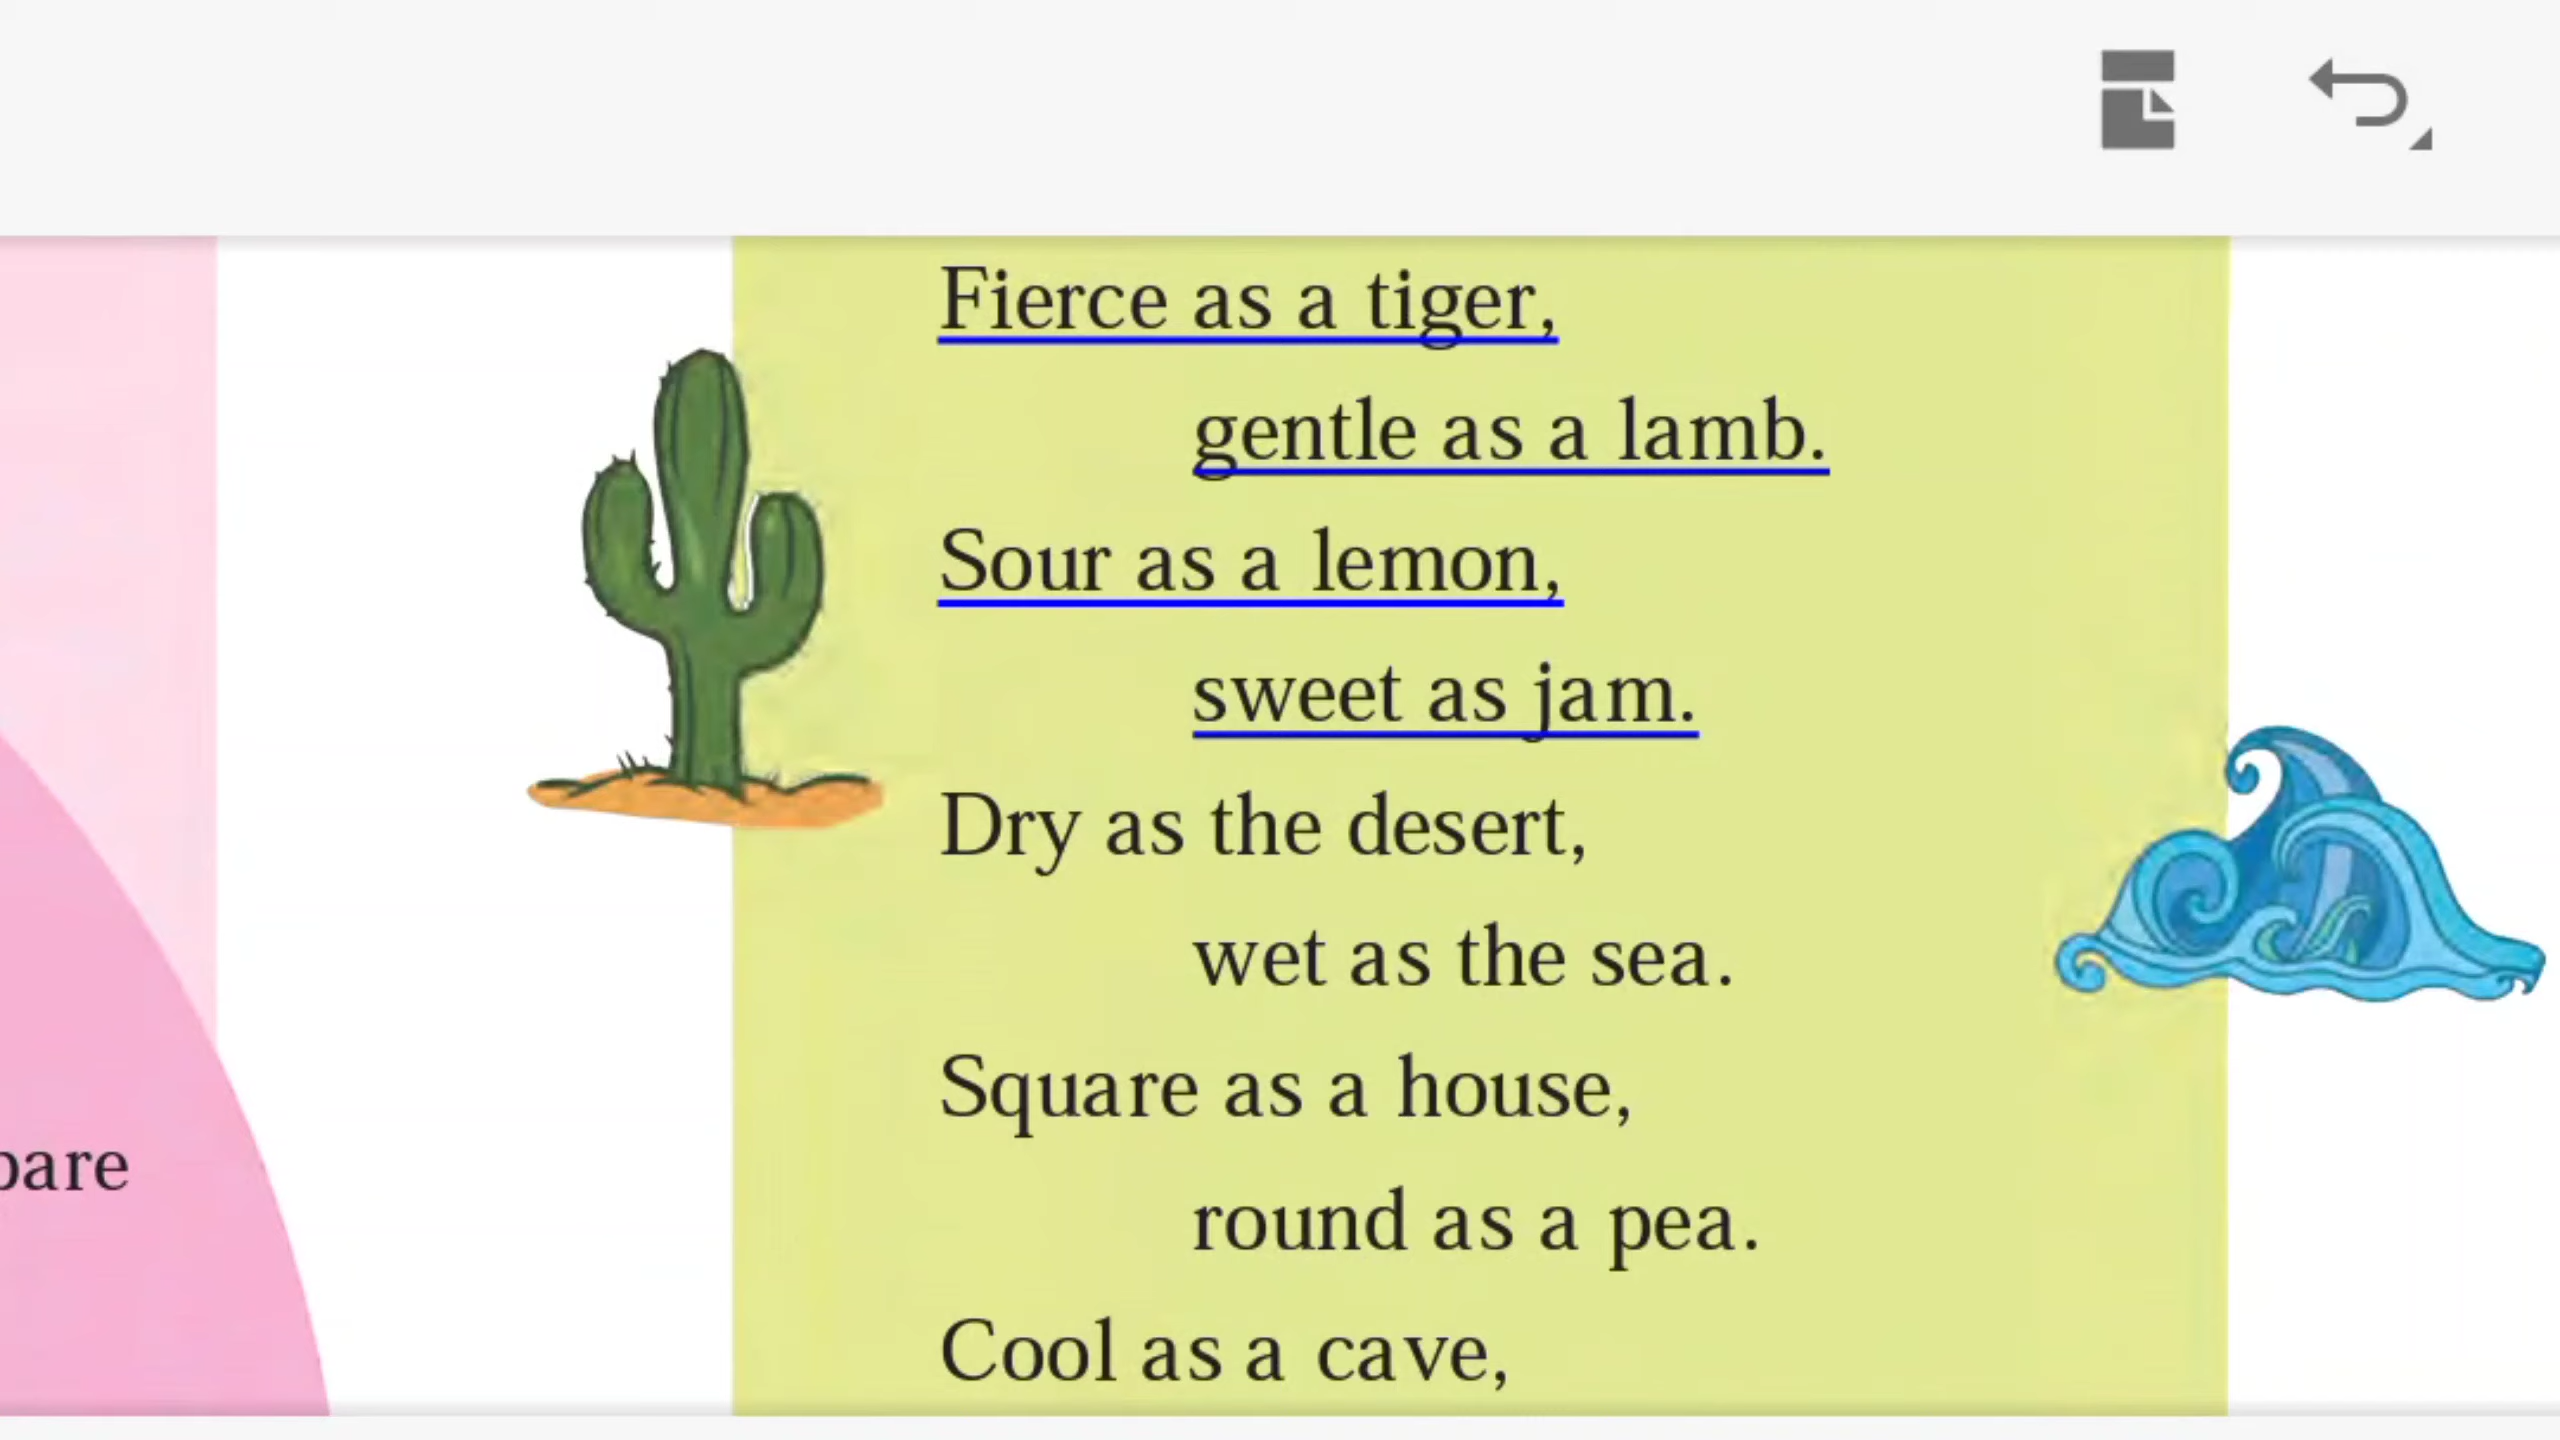 Fierce as a tiger,
gentle as a lamb.
Sour as a lemon,
sweet as jam.
Dry as the desert,
wet as the sea.
Square as a house,
round as a pea.
Cool as a cave,